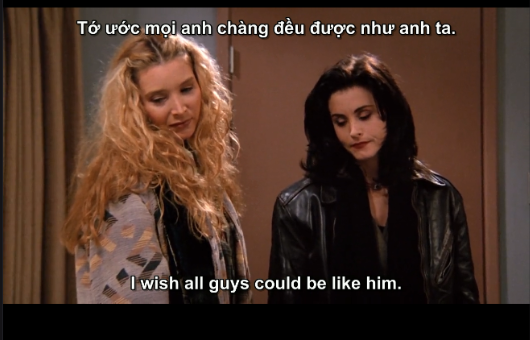 Tớ ước mọi anh chàng đều được như anh ta.
I wish all guys could be like him.